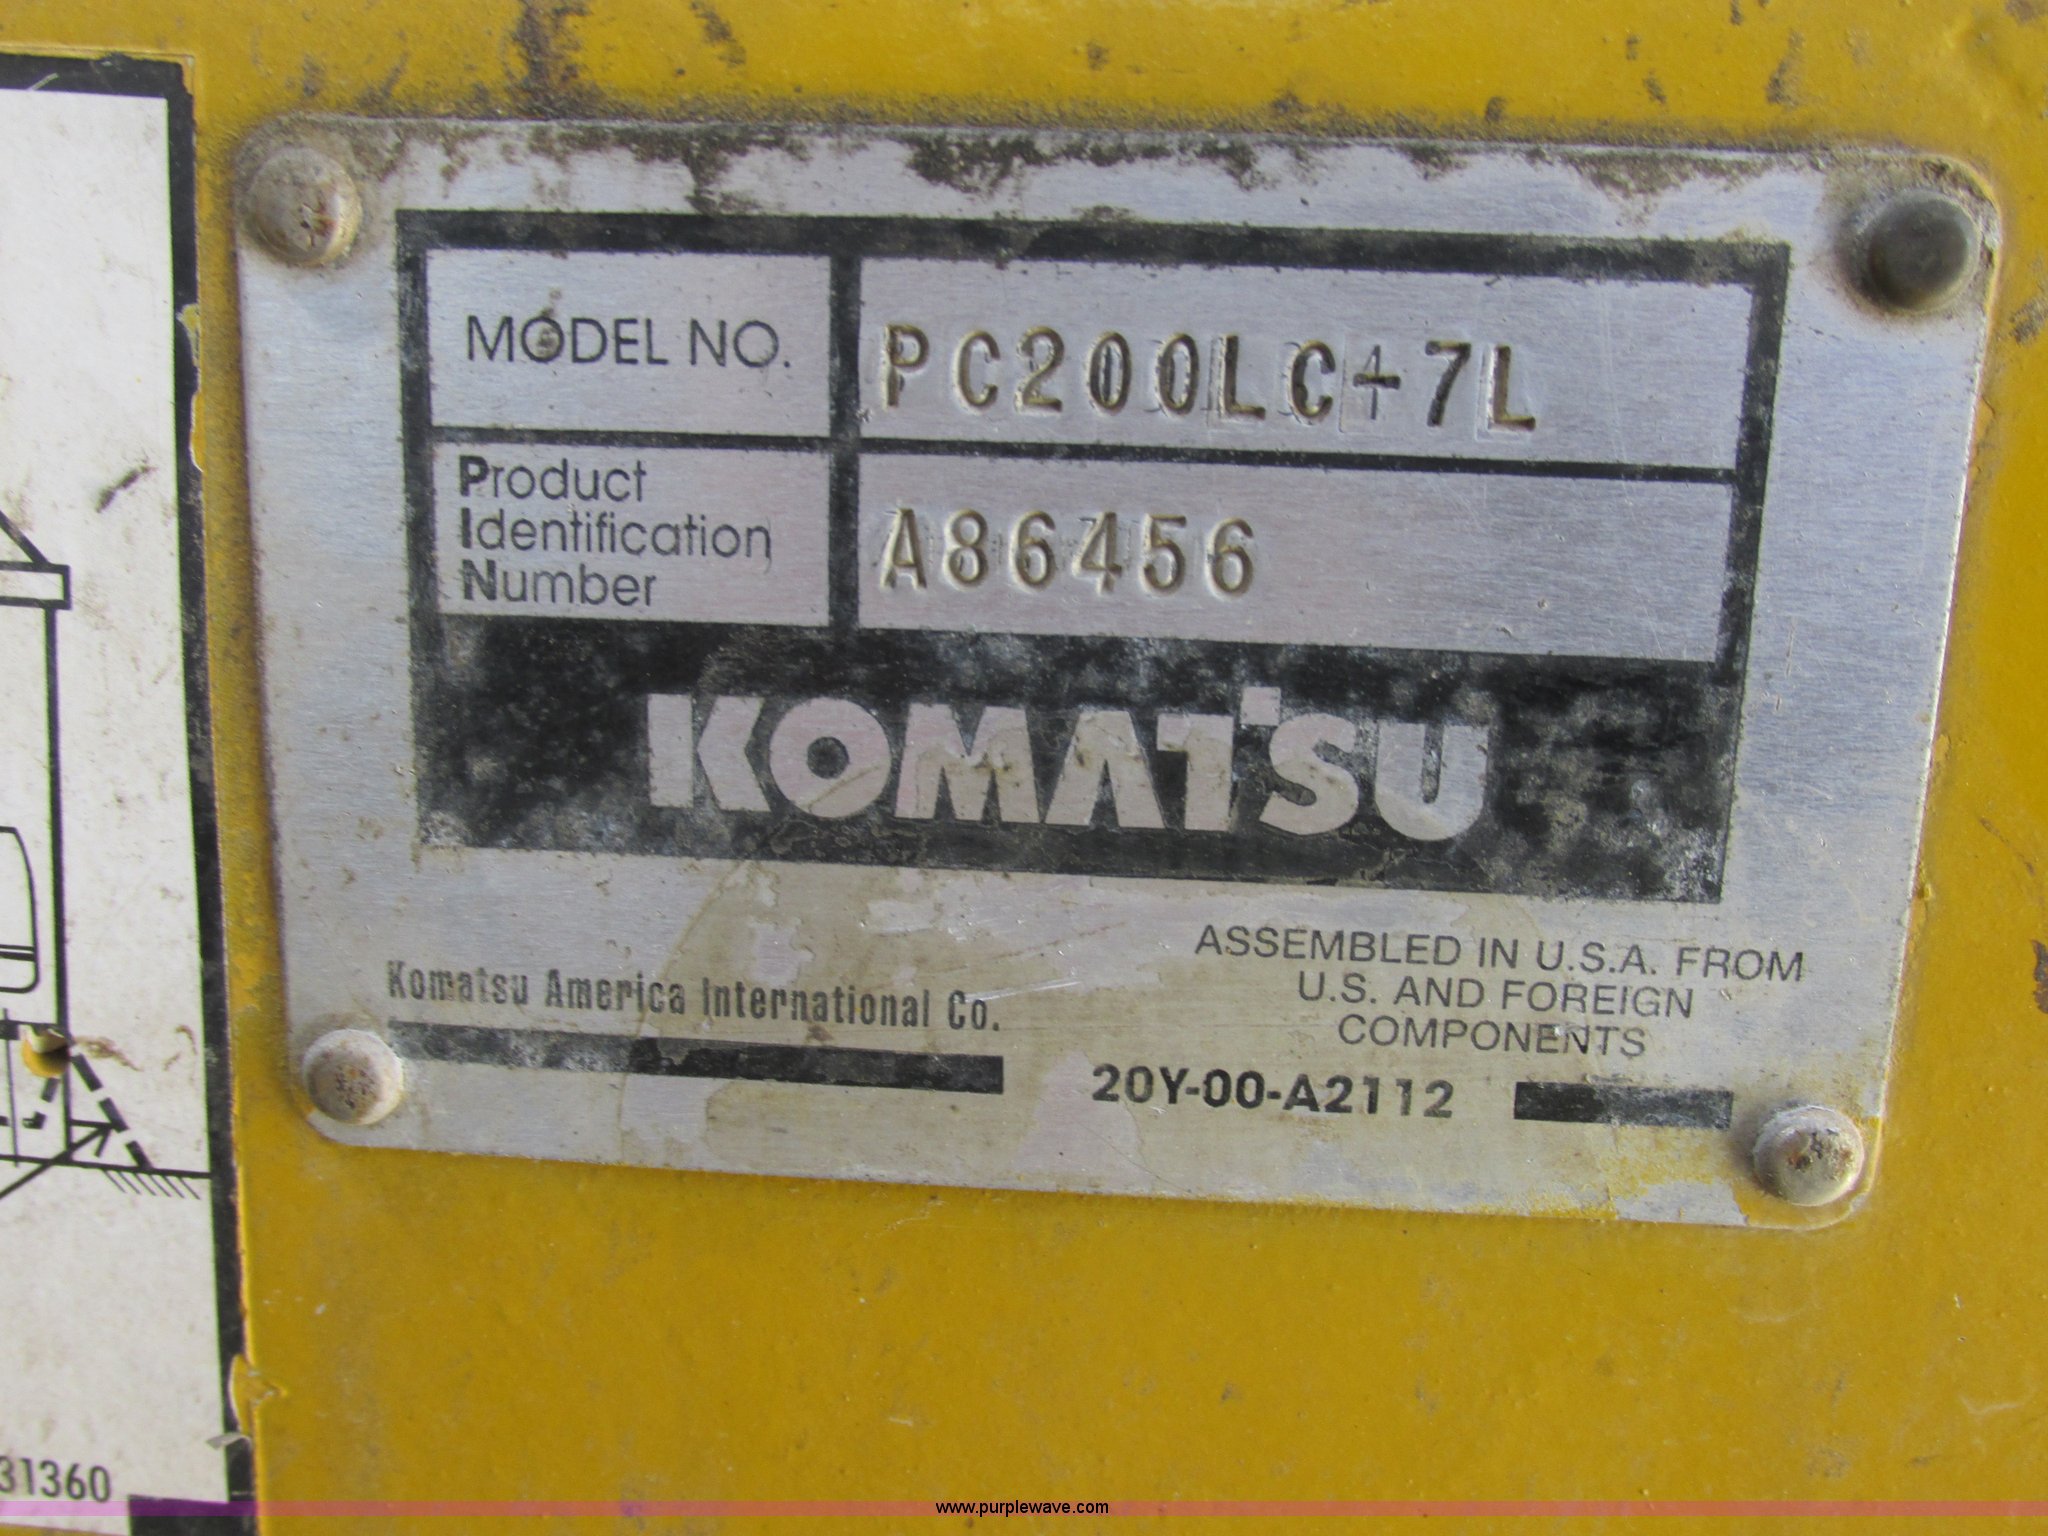 MODEL NO. PC200LC-7L
Product
Identification
Number
A86456
KOMATSU
Komatsu America International Co.
ASSEMBLED IN U.S.A. FROM
U.S. AND FOREIGN
COMPONENTS
20Y-00-A2112
31360
www.purplewave.com